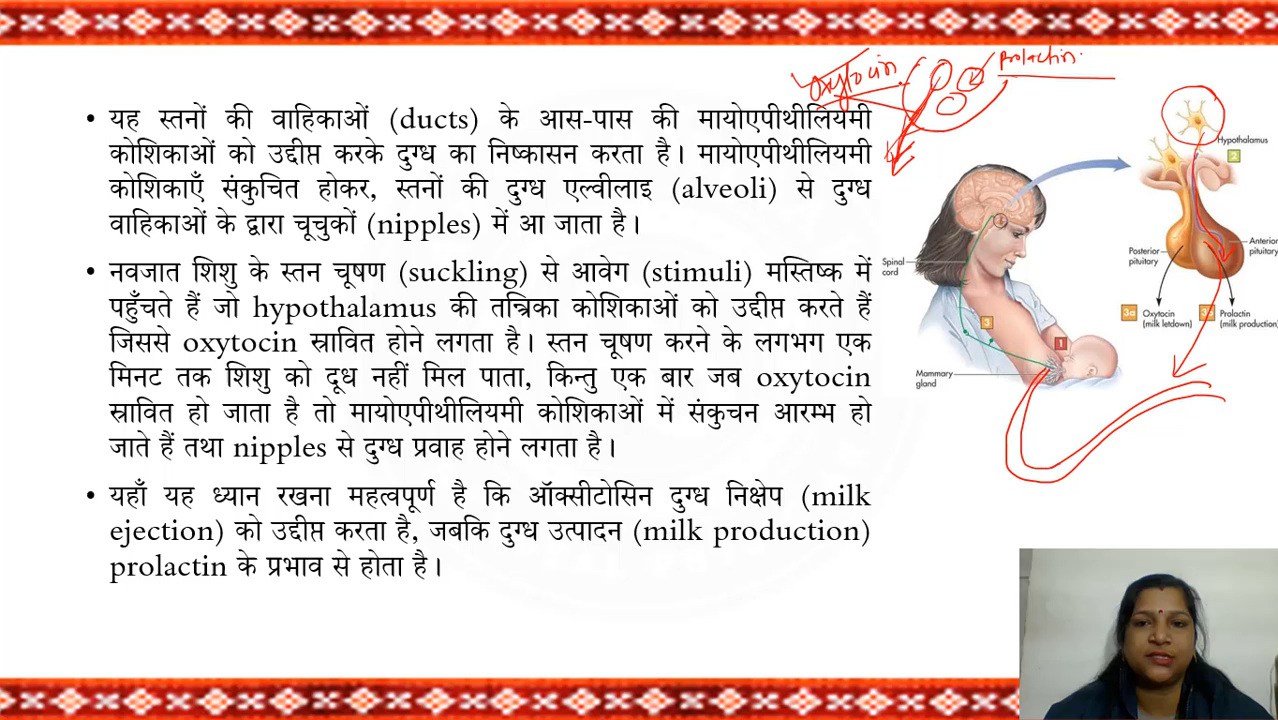 oxytocin
Prolactin
• यह स्तनों की वाहिकाओं (ducts) के आस-पास की मायोएपीथीलियमी
कोशिकाओं को उद्दीप्त करके दुग्ध का निष्कासन करता है। मायोएपीथीलियमी
कोशिकाएँ संकुचित होकर, स्तनों की दुग्ध एल्वीलाइ (alveoli) से दुग्ध
वाहिकाओं के द्वारा चूचुकों (nipples) में आ जाता है।
• नवजात शिशु के स्तन चूषण (suckling) से आवेग (stimuli) मस्तिष्क में
पहुँचते हैं जो hypothalamus की तन्त्रिका कोशिकाओं को उद्दीप्त करते हैं
जिससे oxytocin स्रावित होने लगता है। स्तन चूषण करने के लगभग एक
मिनट तक शिशु को दूध नहीं मिल पाता, किन्तु एक बार जब oxytocin
स्रावित हो जाता है तो मायोएपीथीलियमी कोशिकाओं में संकुचन आरम्भ हो
जाते हैं तथा nipples से दुग्ध प्रवाह होने लगता है।
• यहाँ यह ध्यान रखना महत्वपूर्ण है कि ऑक्सीटोसिन दुग्ध निक्षेप (milk
ejection) को उद्दीप्त करता है, जबकि दुग्ध उत्पादन (milk production)
prolactin के प्रभाव से होता है।
Hypothalamus
2
Spinal
cord
Posterior
pituitary
Anterior
pituitary
3a Oxytocin
(milk letdown)
3b Prolactin
(milk production)
3
1
Mammary
gland